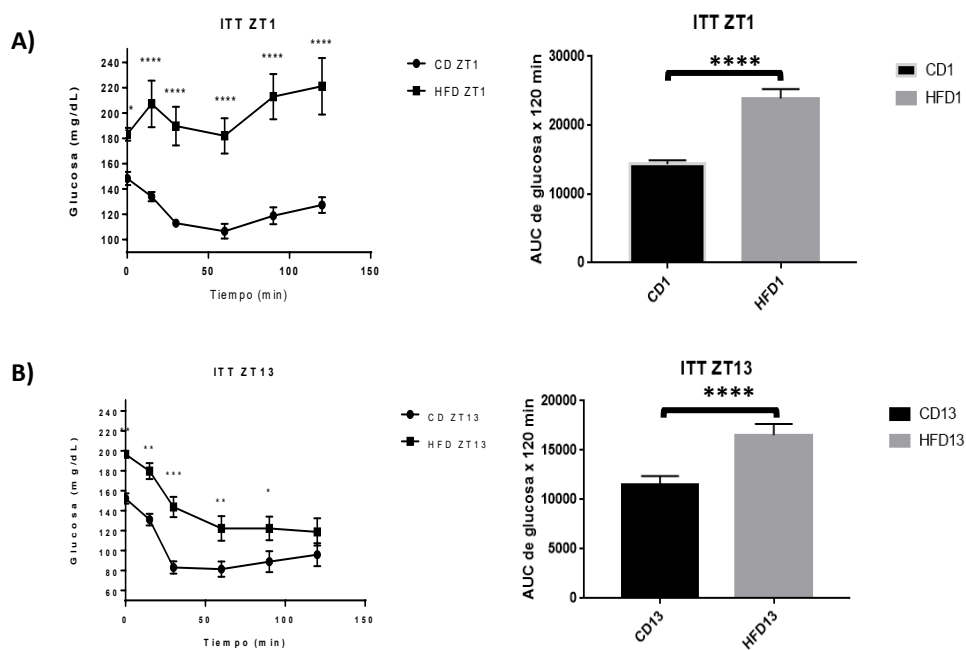 A)
ITT ZT1
Glucosa (mg/dL)
240
220
200
180
160
140
120
100
0
50
100
150
Tiempo (min)
*
****
****
****
****
****
CD ZT1
HFD ZT1
ITT ZT1
AUC de glucosa x 120 min
30000
20000
10000
0
****
CD1
HFD1
CD1
HFD1
B)
ITT ZT13
Glucosa (mg/dL)
240
220
200
180
160
140
120
100
80
60
0
50
100
150
Tiempo (min)
**
**
***
**
*
CD ZT13
HFD ZT13
ITT ZT13
AUC de glucosa x 120 min
20000
15000
10000
5000
0
****
CD13
HFD13
CD13
HFD13